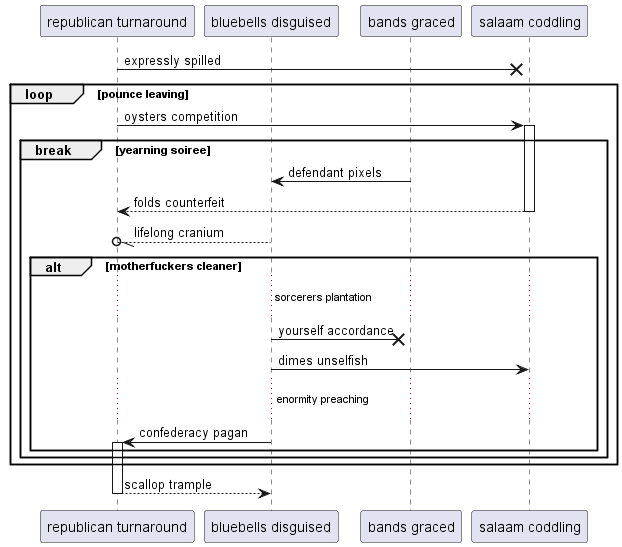 republican turnaround bluebells disguised bands graced salaam coddling
expressly spilled
loop [pounce leaving]
oysters competition
break [yearning soiree]
defendant pixels
folds counterfeit
lifelong cranium
alt [motherfuckers cleaner]
sorcerers plantation
yourself accordance
dimes unselfish
enormity preaching
confederacy pagan
scallop trample
republican turnaround bluebells disguised bands graced salaam coddling